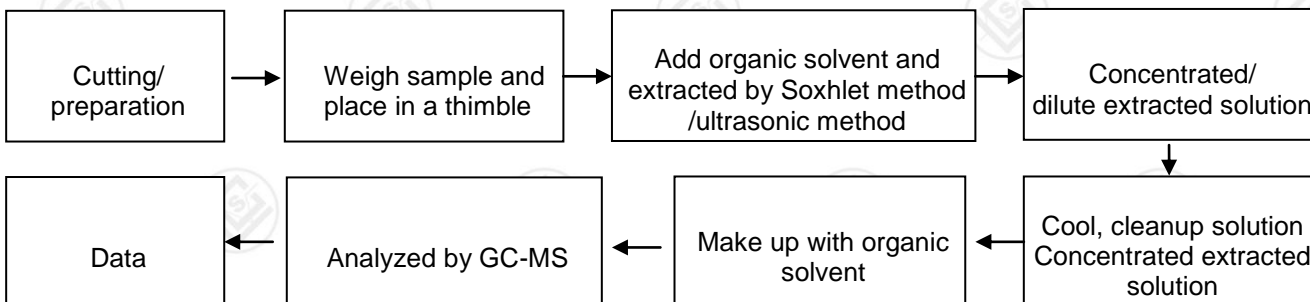 Cutting/
preparation
Weigh sample and
place in a thimble
Add organic solvent and
extracted by Soxhlet method
/ultrasonic method
Concentrated/
dilute extracted solution
Cool, cleanup solution
Concentrated extracted
solution
Make up with organic
solvent
Analyzed by GC-MS
Data